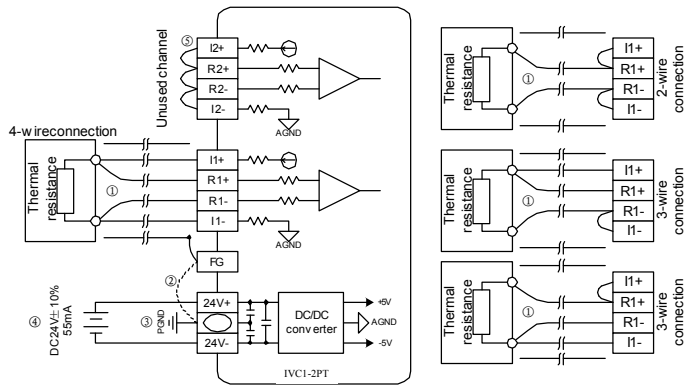 Unused channel
⑤
I2+
R2+
R2-
I2-
AGND
4-w ireconnection
Thermal
resistance
①
I1+
R1+
R1-
I1-
AGND
FG
②
④
DC24V± 10%
55mA
③
PGND
24V+
24V-
DC/DC
converter
+5V
AGND
-5V
IVC1-2PT
Thermal
resistance
①
I1+
R1+
R1-
I1-
2-wire
connection
Thermal
resistance
①
I1+
R1+
R1-
I1-
3-wire
connection
Thermal
resistance
①
I1+
R1+
R1-
I1-
3-wire
connection